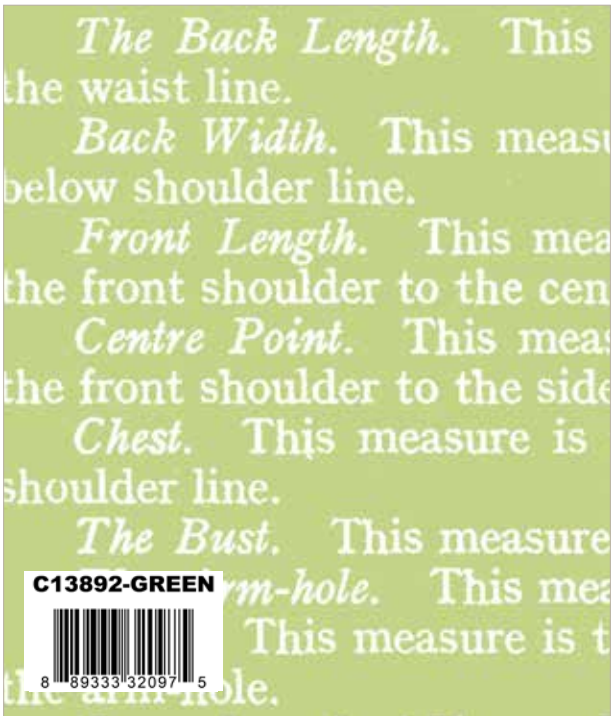 The Back Length. This
the waist line.
Back Width. This measu
below shoulder line.
Front Length. This mea
the front shoulder to the cen
Centre Point. This meas
the front shoulder to the side
Chest. This measure is
shoulder line.
The Bust. This measure
rm-hole. This mea
This measure is t
the arm-hole.
C13892-GREEN
8 89333 32097 5